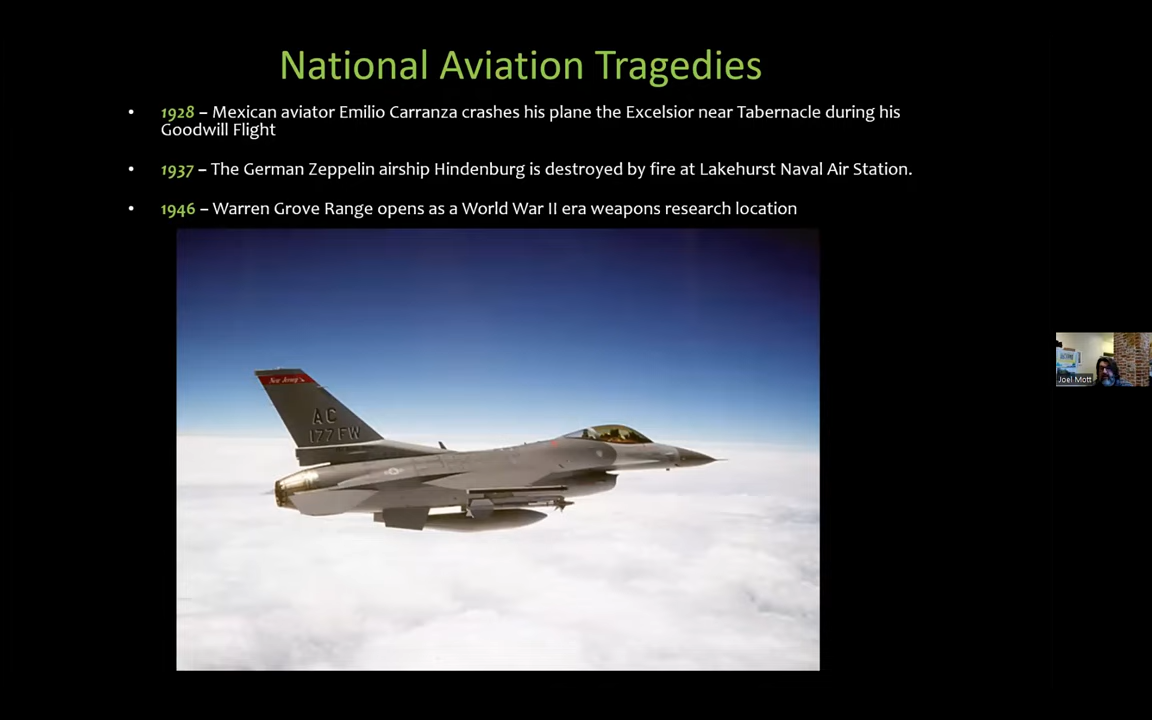 National Aviation Tragedies
• 1928 – Mexican aviator Emilio Carranza crashes his plane the Excelsior near Tabernacle during his
Goodwill Flight
• 1937 – The German Zeppelin airship Hindenburg is destroyed by fire at Lakehurst Naval Air Station.
• 1946 – Warren Grove Range opens as a World War II era weapons research location
New Jersey
AC
177 FW
Joel Mott